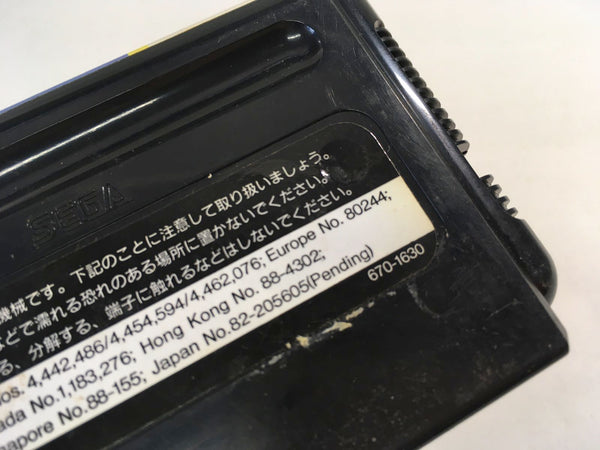 SEGA
機械です。下記のことに注意して取り扱いましょう。
などで濡れる恐れのある場所に置かないでください。
る、分解する、端子に触れるなどはしないでください。
os. 4,442,486/4,454,594/4,462,076; Europe No. 80244;
ada No.1,183,276; Hong Kong No. 88-4302;
gapore No.88-155; Japan No.82-205605(Pending)
670-1630